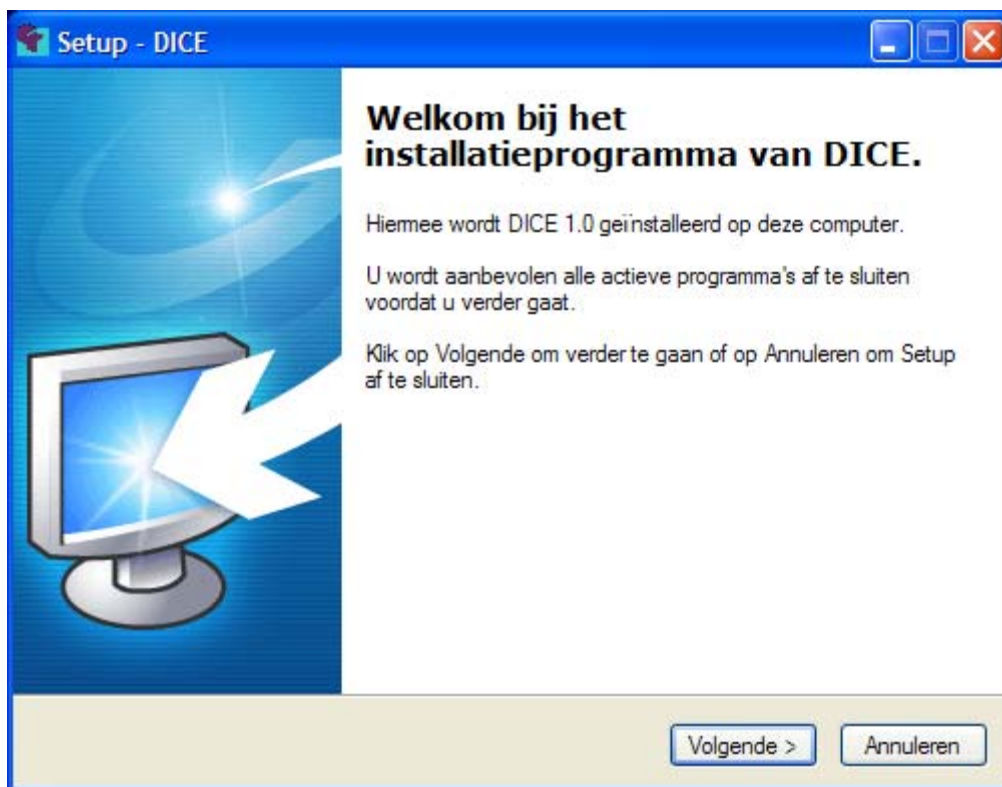 Setup - DICE
Welkom bij het
installatieprogramma van DICE.
Hiermee wordt DICE 1.0 geïnstalleerd op deze computer.
U wordt aanbevolen alle actieve programma's af te sluiten
voordat u verder gaat.
Klik op Volgende om verder te gaan of op Annuleren om Setup
af te sluiten.
Volgende >
Annuleren